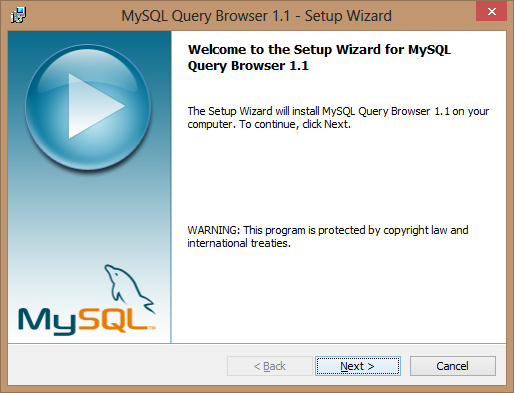 MySQL Query Browser 1.1 - Setup Wizard
Welcome to the Setup Wizard for MySQL
Query Browser 1.1
The Setup Wizard will install MySQL Query Browser 1.1 on your
computer. To continue, click Next.
WARNING: This program is protected by copyright law and
international treaties.
MySQL™
< Back
Next >
Cancel